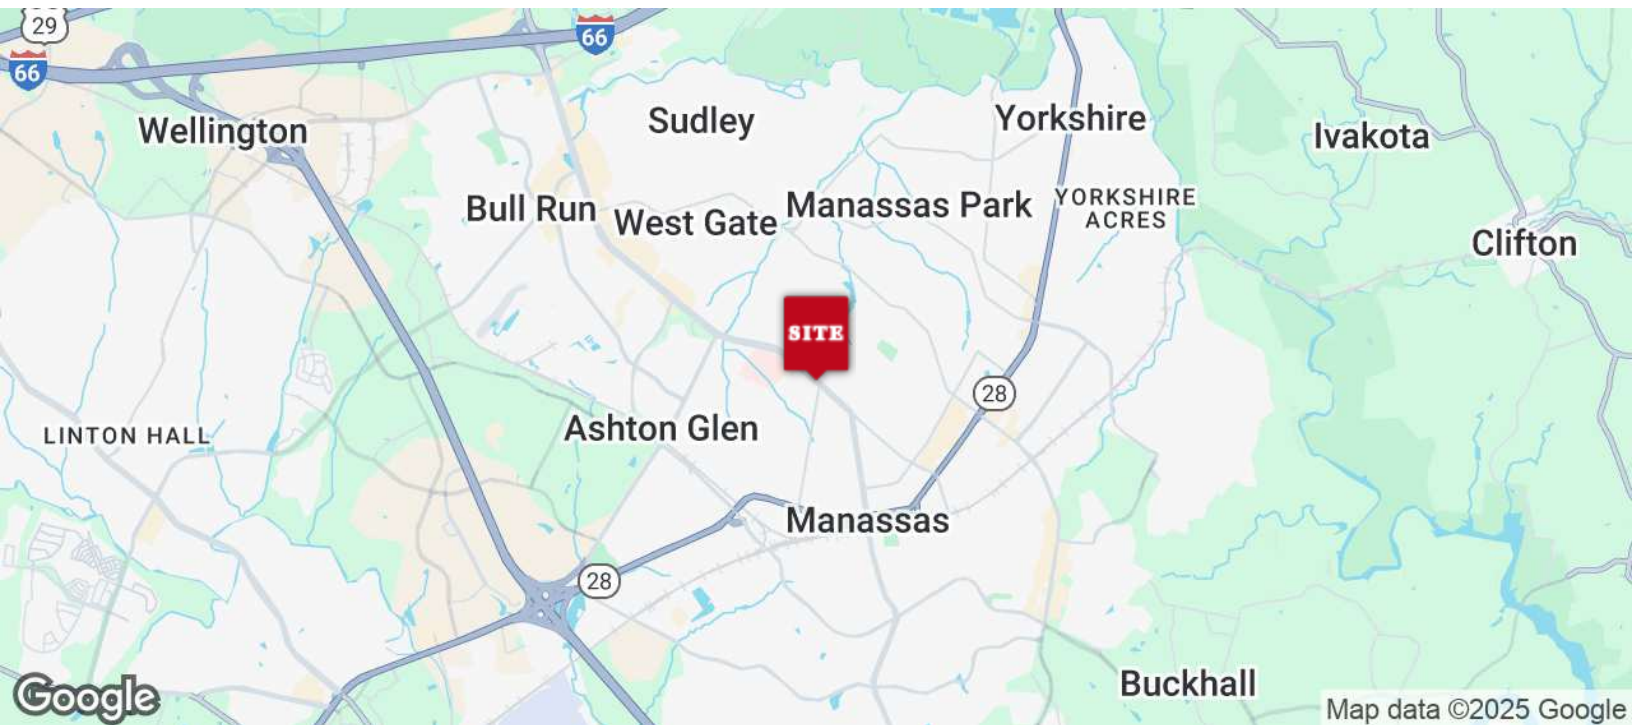 29
66
66
Wellington
Sudley
Yorkshire
Ivakota
Bull Run
West Gate
Manassas Park
YORKSHIRE
ACRES
Clifton
SITE
28
LINTON HALL
Ashton Glen
Manassas
28
Buckhall
Google
Map data ©2025 Google